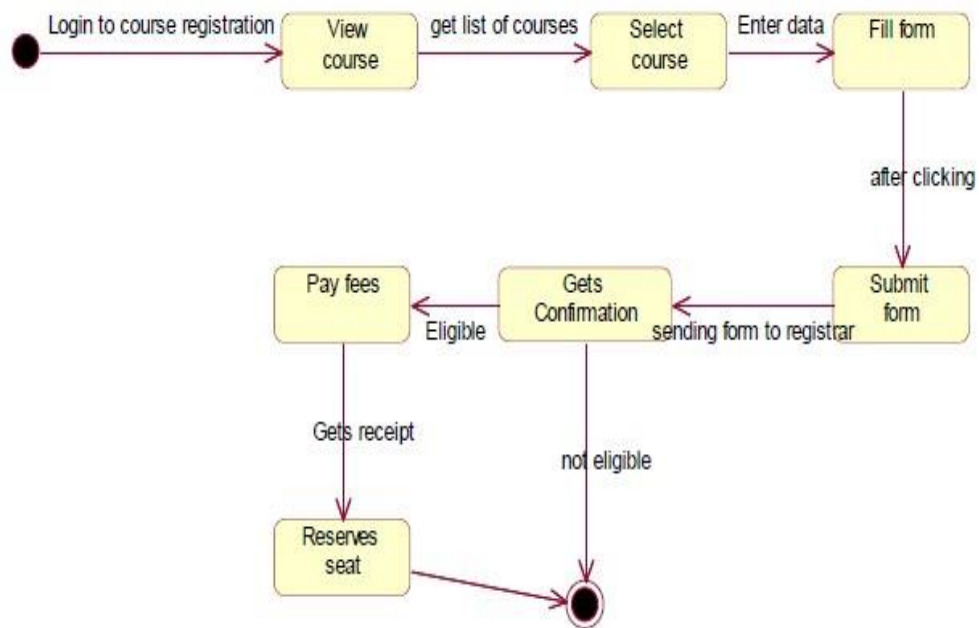 Login to course registration
View
course
get list of courses
Select
course
Enter data
Fill form
after clicking
Submit
form
sending form to registrar
Gets
Confirmation
Eligible
Pay fees
Gets receipt
not eligible
Reserves
seat